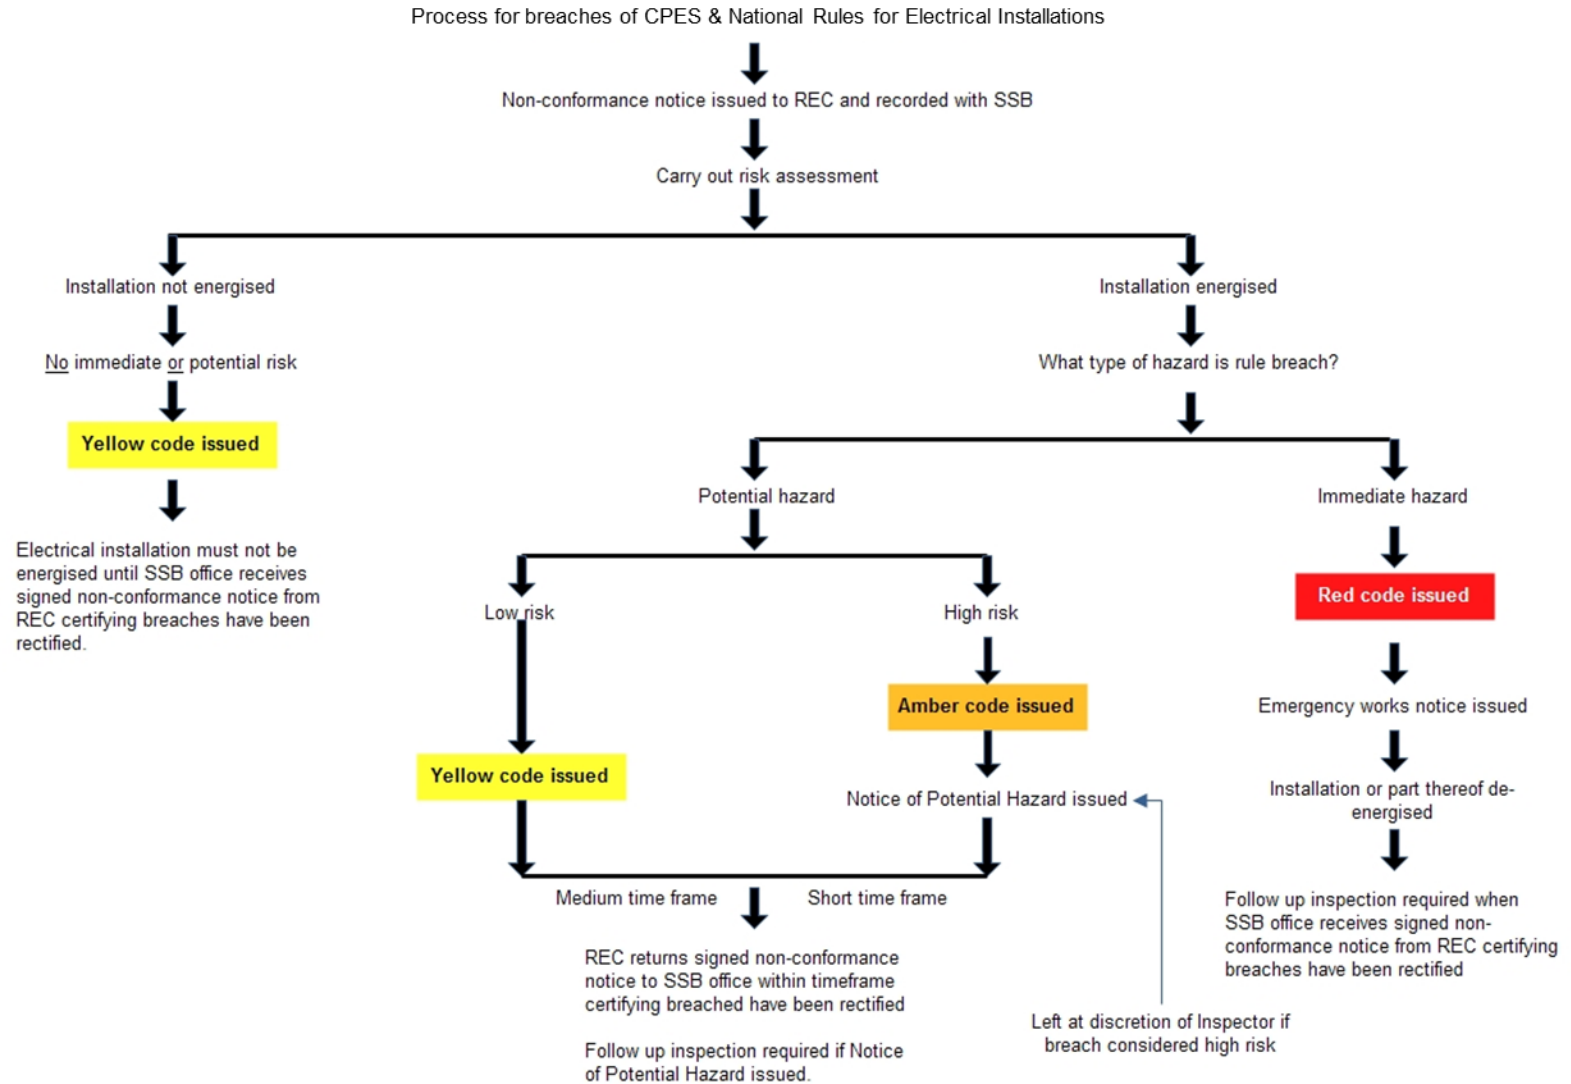 Process for breaches of CPES & National Rules for Electrical Installations
Non-conformance notice issued to REC and recorded with SSB
Carry out risk assessment
Installation not energised
Installation energised
No immediate or potential risk
What type of hazard is rule breach?
Yellow code issued
Potential hazard
Immediate hazard
Electrical installation must not be
energised until SSB office receives
signed non-conformance notice from
REC certifying breaches have been
rectified.
Low risk
High risk
Red code issued
Amber code issued
Emergency works notice issued
Yellow code issued
Notice of Potential Hazard issued
Installation or part thereof de-
energised
Medium time frame
Short time frame
Follow up inspection required when
SSB office receives signed non-
conformance notice from REC certifying
breaches have been rectified
REC returns signed non-conformance
notice to SSB office within timeframe
certifying breached have been rectified
Left at discretion of Inspector if
breach considered high risk
Follow up inspection required if Notice
of Potential Hazard issued.